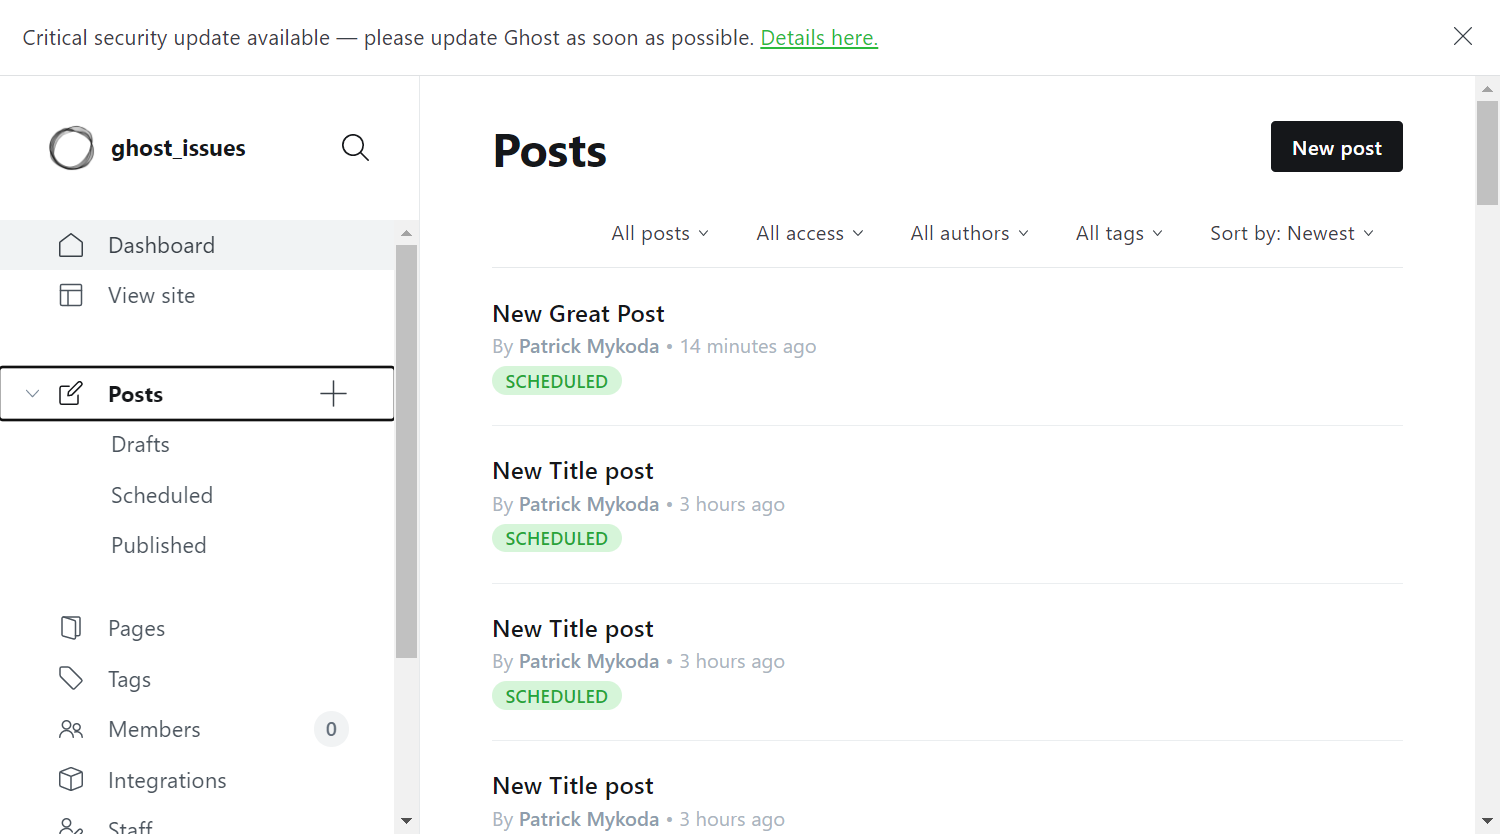 Critical security update available — please update Ghost as soon as possible. Details here.
ghost_issues
Dashboard
View site
Posts
Drafts
Scheduled
Published
Pages
Tags
Members 0
Integrations
Staff
Posts
New post
All posts All access All authors All tags Sort by: Newest
New Great Post
By Patrick Mykoda • 14 minutes ago
SCHEDULED
New Title post
By Patrick Mykoda • 3 hours ago
SCHEDULED
New Title post
By Patrick Mykoda • 3 hours ago
SCHEDULED
New Title post
By Patrick Mykoda • 3 hours ago